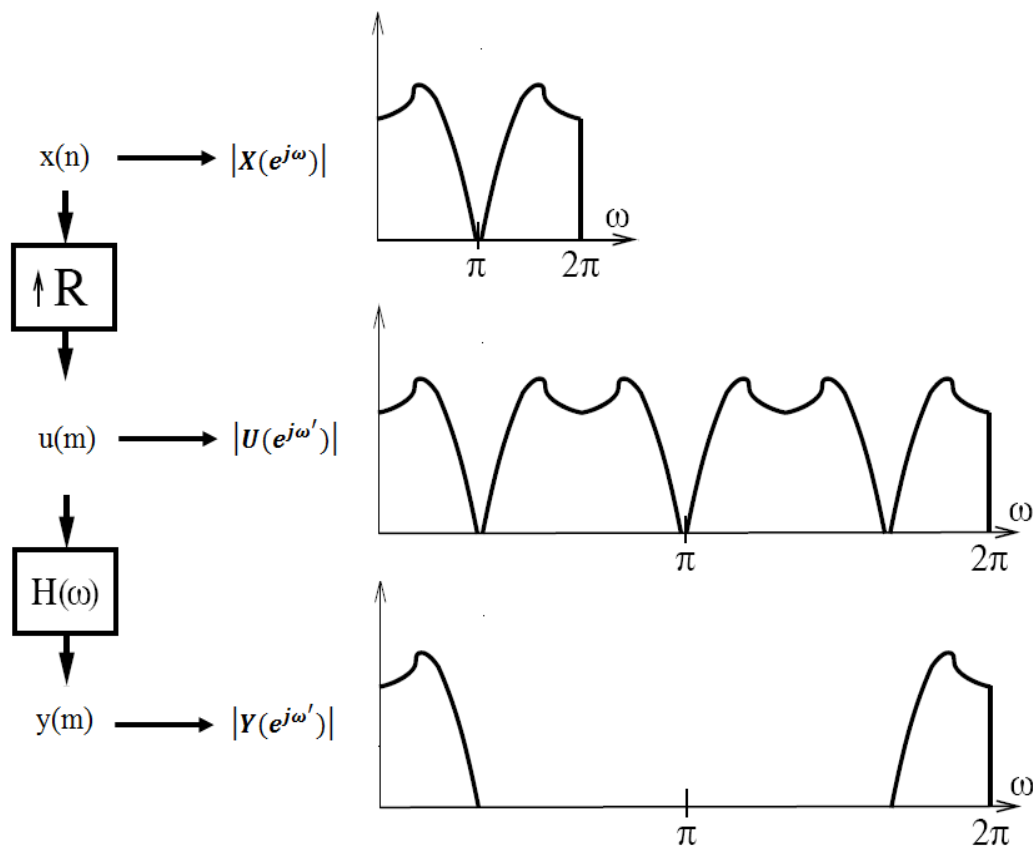 x(n)
|X(e^{jω})|
ω
π
2π
↑ R
u(m)
|U(e^{jω′})|
ω
π
2π
H(ω)
y(m)
|Y(e^{jω′})|
ω
π
2π